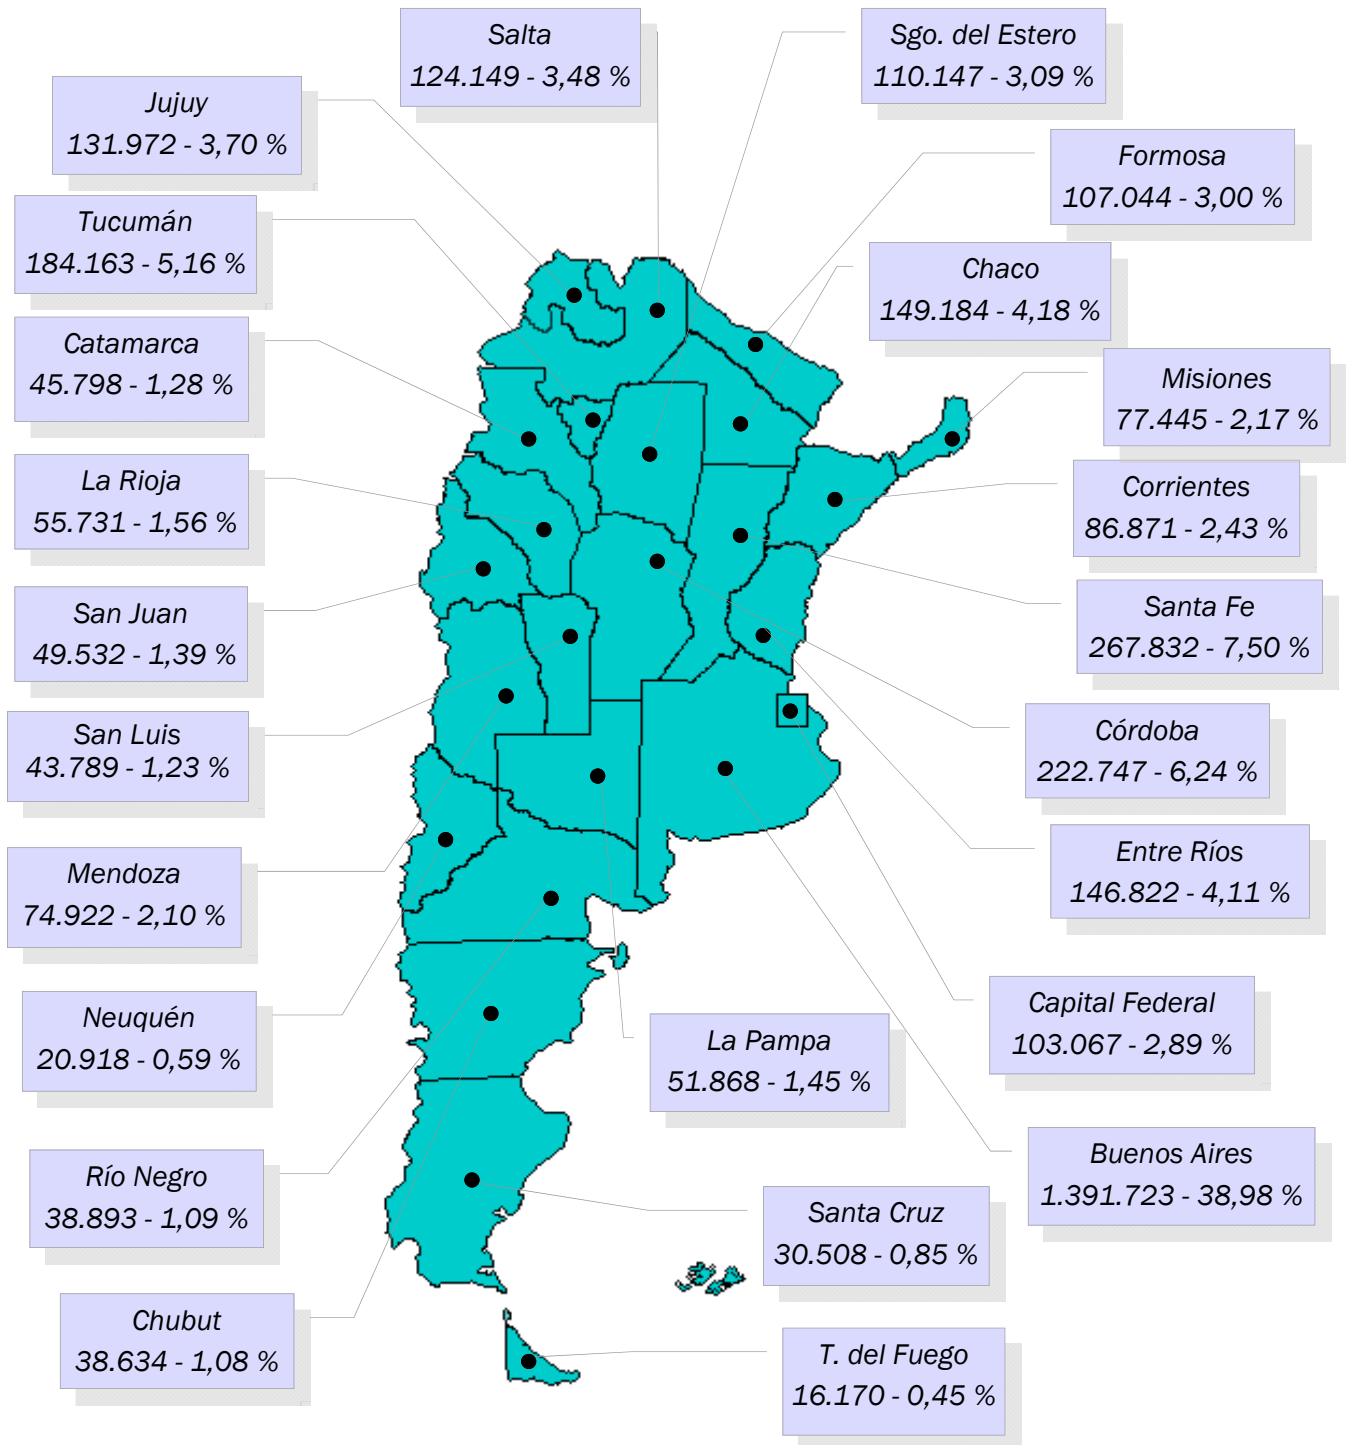 Salta
124.149 - 3,48 %
Sgo. del Estero
110.147 - 3,09 %
Jujuy
131.972 - 3,70 %
Formosa
107.044 - 3,00 %
Tucumán
184.163 - 5,16 %
Chaco
149.184 - 4,18 %
Catamarca
45.798 - 1,28 %
Misiones
77.445 - 2,17 %
La Rioja
55.731 - 1,56 %
Corrientes
86.871 - 2,43 %
San Juan
49.532 - 1,39 %
Santa Fe
267.832 - 7,50 %
San Luis
43.789 - 1,23 %
Córdoba
222.747 - 6,24 %
Mendoza
74.922 - 2,10 %
Entre Ríos
146.822 - 4,11 %
Neuquén
20.918 - 0,59 %
Capital Federal
103.067 - 2,89 %
La Pampa
51.868 - 1,45 %
Río Negro
38.893 - 1,09 %
Buenos Aires
1.391.723 - 38,98 %
Santa Cruz
30.508 - 0,85 %
Chubut
38.634 - 1,08 %
T. del Fuego
16.170 - 0,45 %